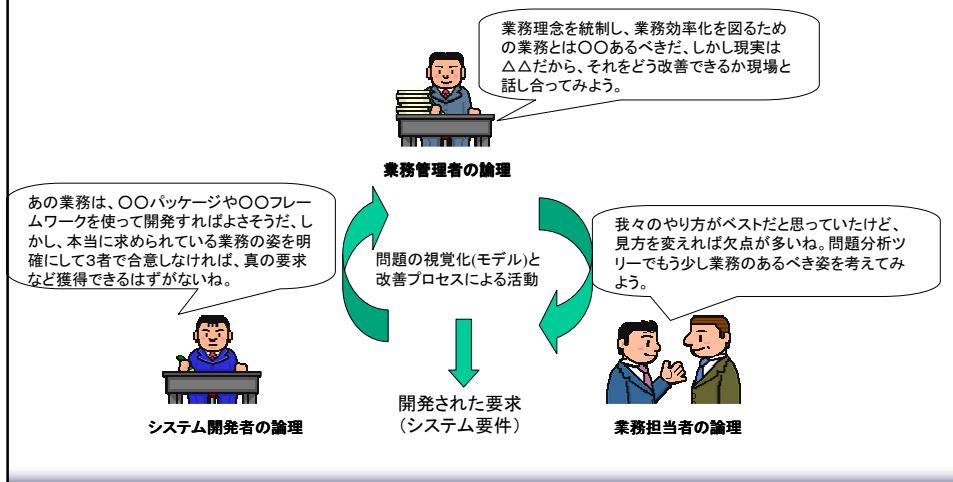 業務理念を統制し、業務効率化を図るため
の業務とは〇〇あるべきだ、しかし現実は
△△だから、それをどう改善できるか現場と
話し合ってみよう。
業務管理者の論理
あの業務は、〇〇パッケージや〇〇フレー
ムワークを使って開発すればよさそうだ、し
かし、本当に求められている業務の姿を明
確にして3者で合意しなければ、真の要求
など獲得できるはずがないね。
問題の視覚化(モデル)と
改善プロセスによる活動
我々のやり方がベストだと思っていたけど、
見方を変えれば欠点が多いね。問題分析ツ
リーでもう少し業務のあるべき姿を考えてみ
よう。
システム開発者の論理
開発された要求
(システム要件)
業務担当者の論理